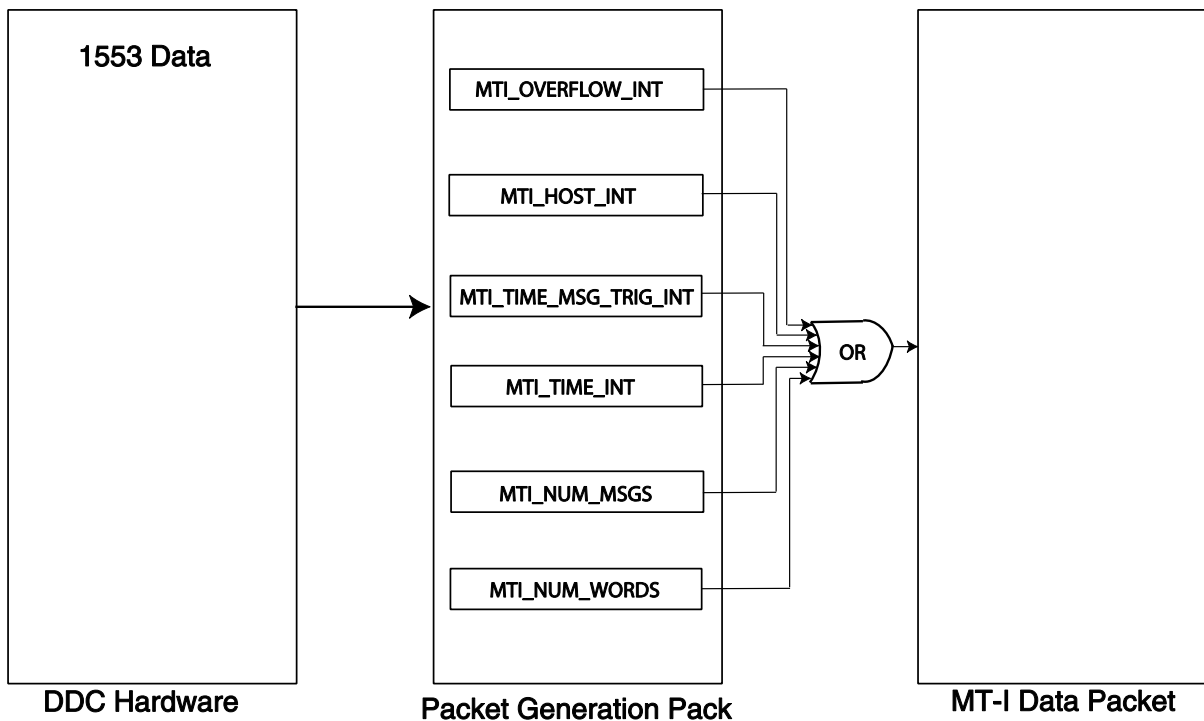 1553 Data
MTI_OVERFLOW_INT
MTI_HOST_INT
MTI_TIME_MSG_TRIG_INT
MTI_TIME_INT
MTI_NUM_MSGS
MTI_NUM_WORDS
OR
DDC Hardware
Packet Generation Pack
MT-I Data Packet